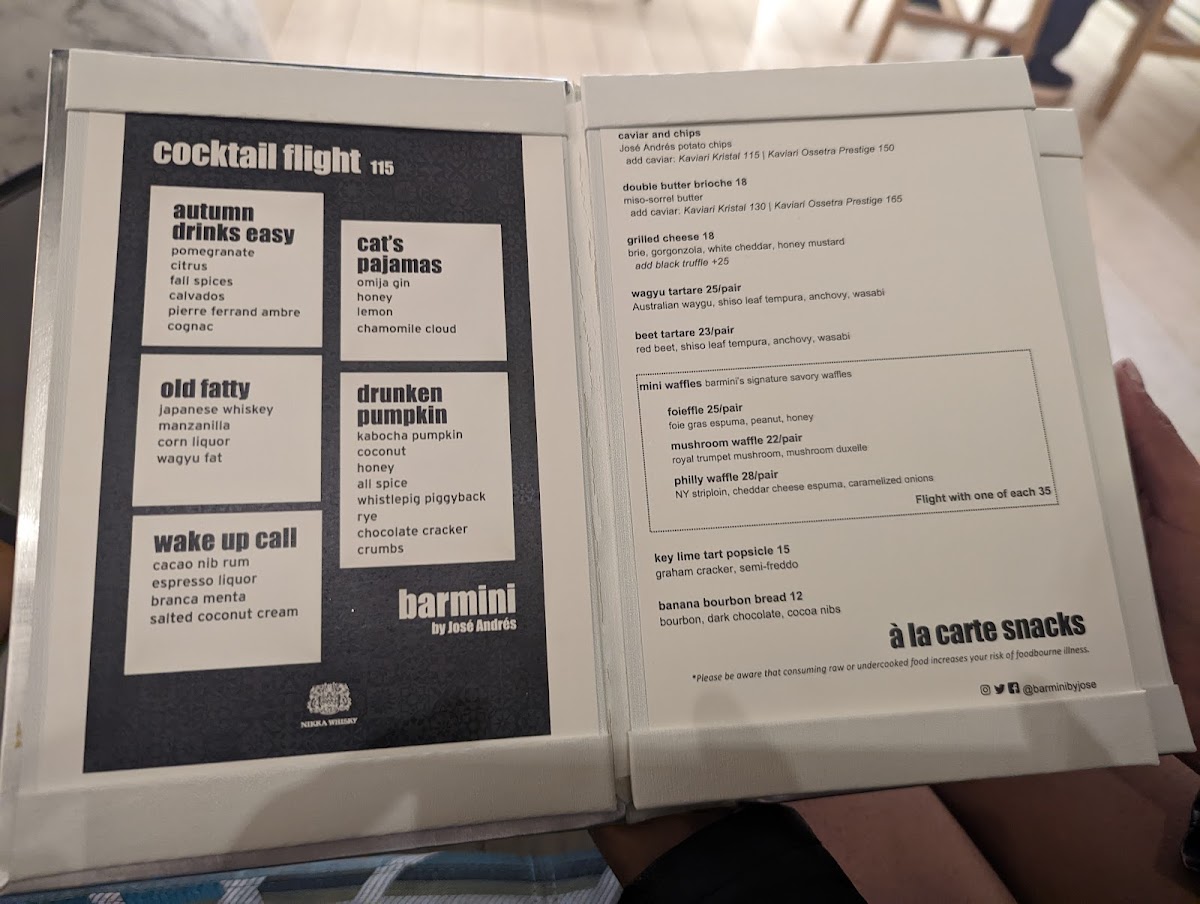 cocktail flight 115
autumn
drinks easy
pomegranate
citrus
fall spices
calvados
pierre ferrand ambre
cognac
cat's
pajamas
omija gin
honey
lemon
chamomile cloud
old fatty
japanese whiskey
manzanilla
corn liquor
wagyu fat
drunken
pumpkin
kabocha pumpkin
coconut
honey
all spice
whistlepig piggyback
rye
chocolate cracker
crumbs
wake up call
cacao nib rum
espresso liquor
branca menta
salted coconut cream
barmini
by José Andrés
NIKKA WHISKY
caviar and chips
José Andrés potato chips
add caviar: Kaviari Kristal 115 | Kaviari Ossetra Prestige 150
double butter brioche 18
miso-sorrel butter
add caviar: Kaviari Kristal 130 | Kaviari Ossetra Prestige 165
grilled cheese 18
brie, gorgonzola, white cheddar, honey mustard
add black truffle +25
wagyu tartare 25/pair
Australian waygu, shiso leaf tempura, anchovy, wasabi
beet tartare 23/pair
red beet, shiso leaf tempura, anchovy, wasabi
mini waffles barmini's signature savory waffles
foieffle 25/pair
foie gras espuma, peanut, honey
mushroom waffle 22/pair
royal trumpet mushroom, mushroom duxelle
philly waffle 28/pair
NY striploin, cheddar cheese espuma, caramelized onions
Flight with one of each 35
key lime tart popsicle 15
graham cracker, semi-freddo
banana bourbon bread 12
bourbon, dark chocolate, cocoa nibs
à la carte snacks
*Please be aware that consuming raw or undercooked food increases your risk of foodbourne illness.
@barminibyjose